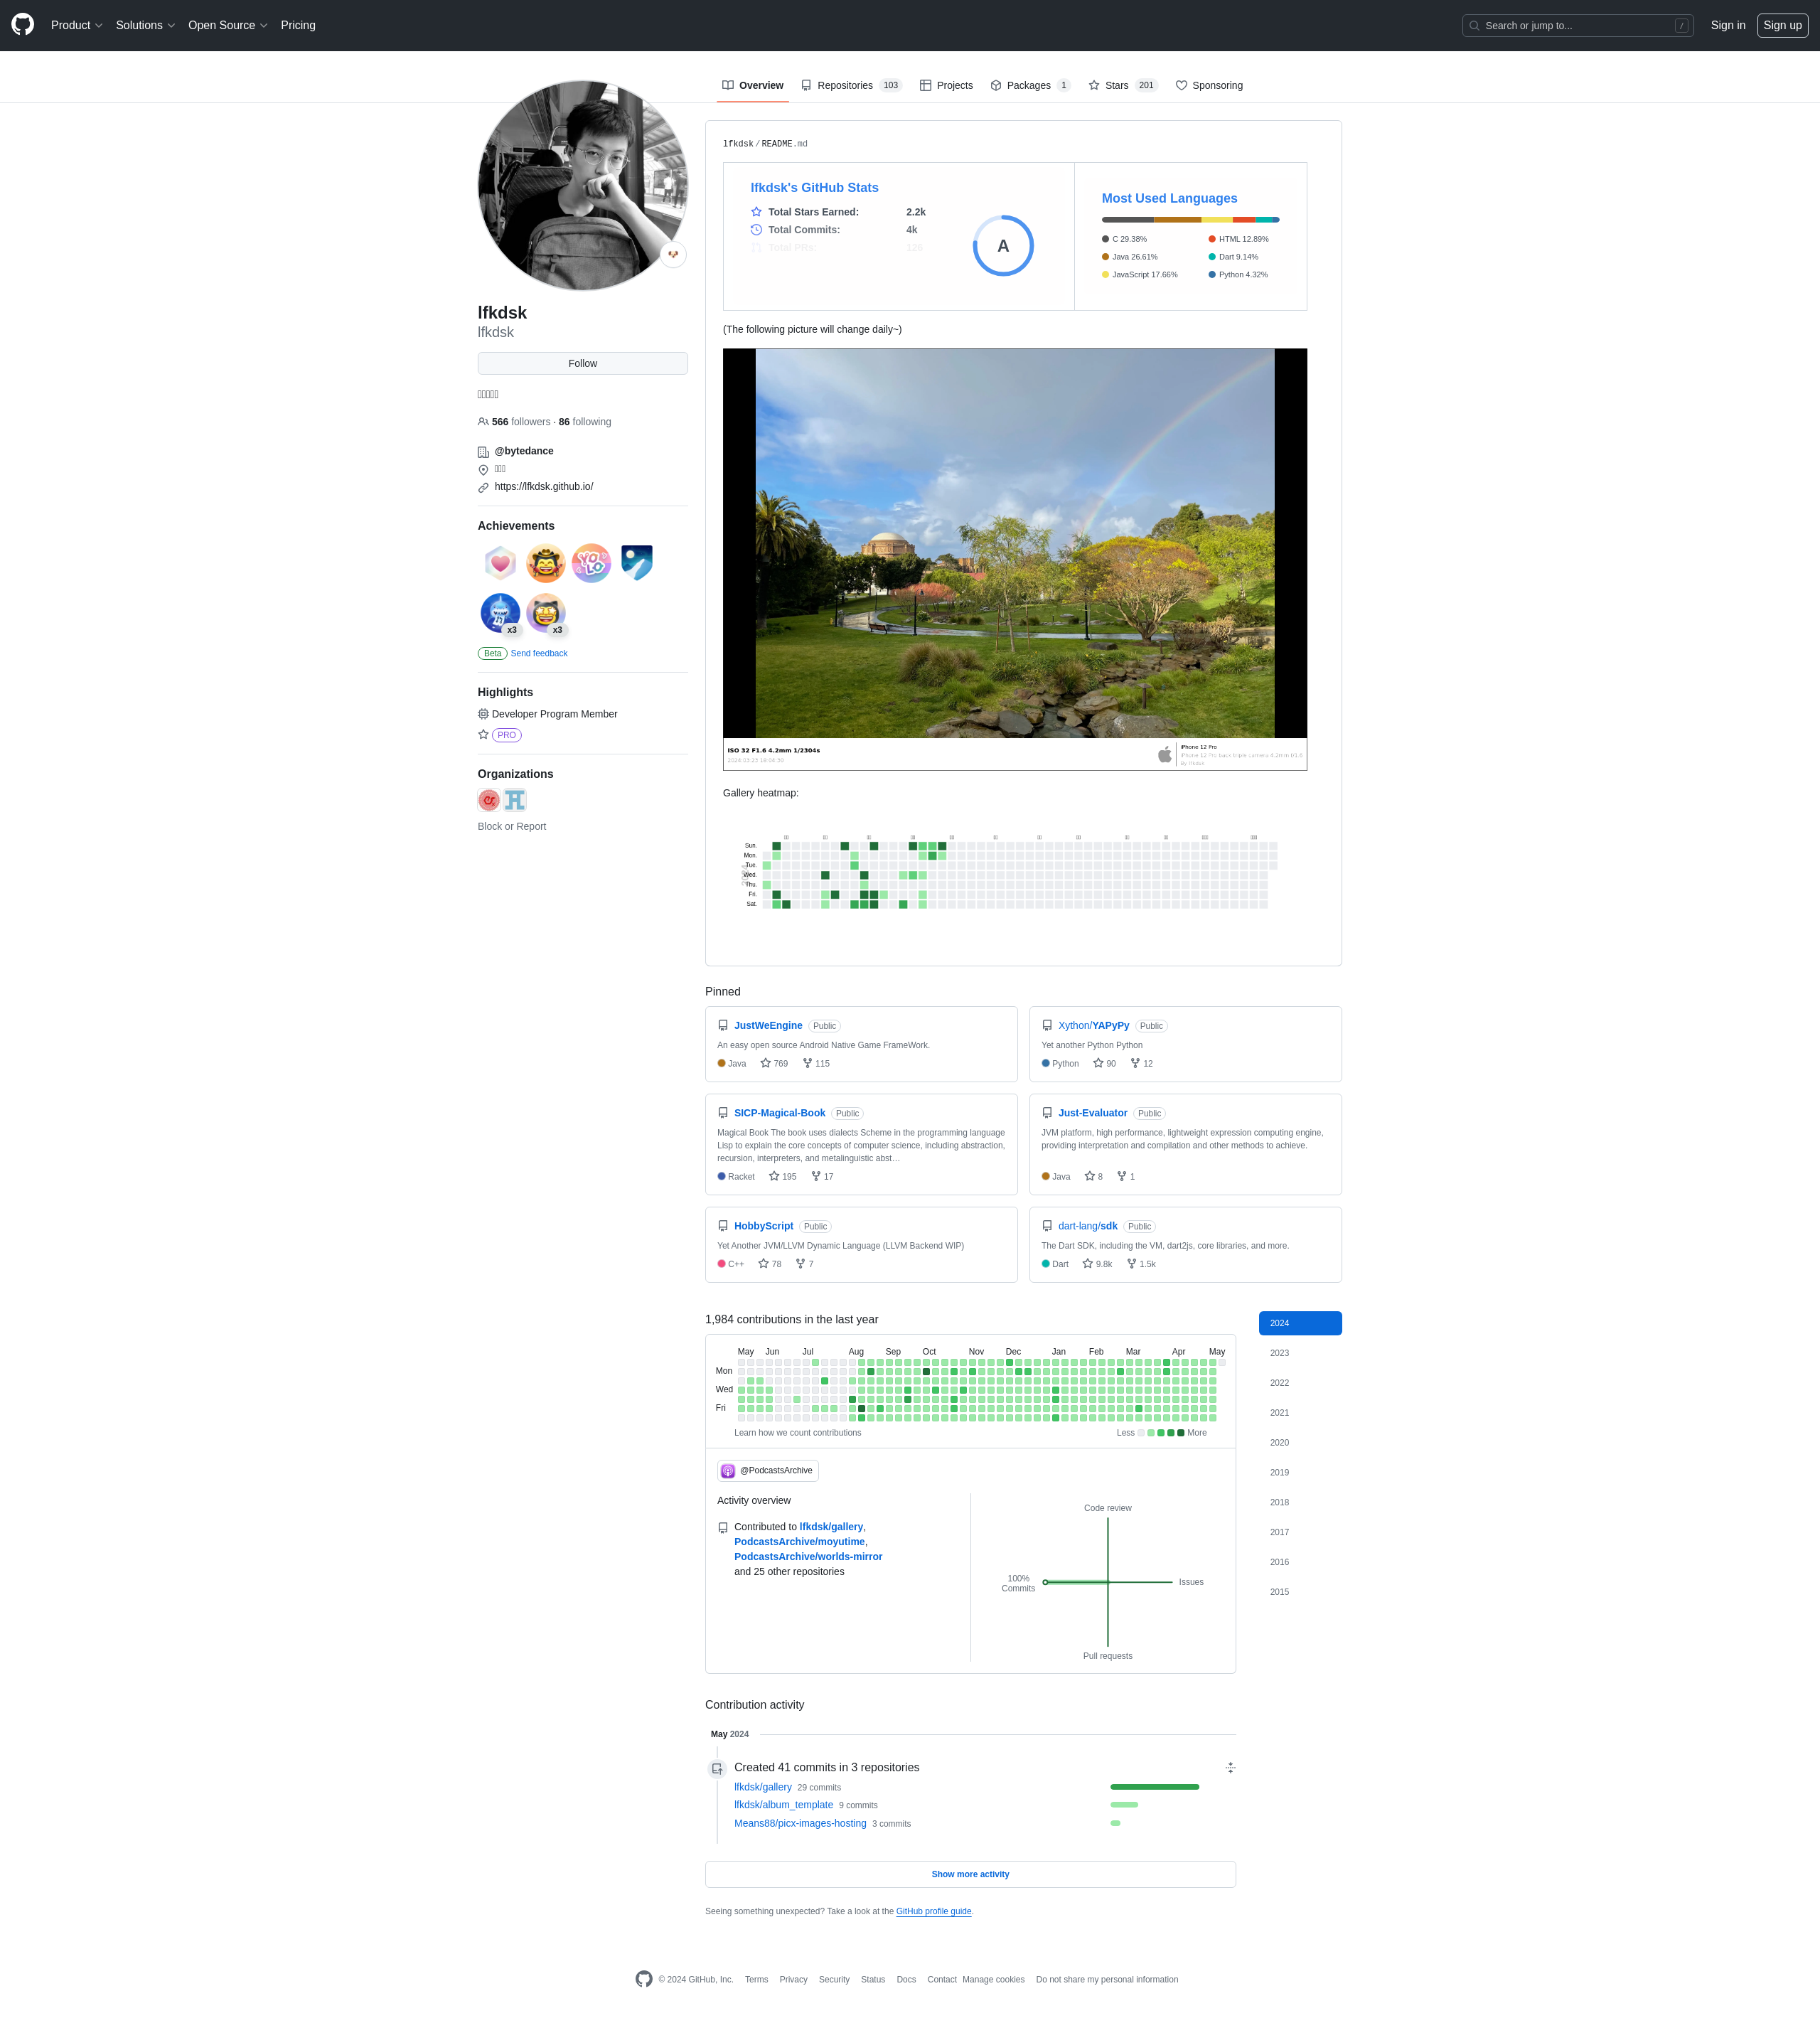 Product
Solutions
Open Source
Pricing
Search or jump to...
/
Sign in
Sign up
Overview
Repositories 103
Projects
Packages 1
Stars 201
Sponsoring
lfkdsk
lfkdsk
Follow
566 followers · 86 following
@bytedance
https://lfkdsk.github.io/
Achievements
x3
x3
Beta Send feedback
Highlights
Developer Program Member
PRO
Organizations
Block or Report
lfkdsk / README.md
lfkdsk's GitHub Stats
Total Stars Earned: 2.2k
Total Commits: 4k
Total PRs: 128
A
Most Used Languages
C 29.38%
Java 26.61%
JavaScript 17.66%
HTML 12.89%
Dart 9.14%
Python 4.32%
(The following picture will change daily~)
ISO 32 F1.6 4.2mm 1/2304s
iPhone 12 Pro
Gallery heatmap:
Sun.
Mon.
Tue.
Wed.
Thu.
Fri.
Sat.
Pinned
JustWeEngine Public
An easy open source Android Native Game FrameWork.
Java 769 115
Xython/YAPyPy Public
Yet another Python Python
Python 90 12
SICP-Magical-Book Public
Magical Book The book uses dialects Scheme in the programming language
Lisp to explain the core concepts of computer science, including abstraction,
recursion, interpreters, and metalinguistic abst…
Racket 195 17
Just-Evaluator Public
JVM platform, high performance, lightweight expression computing engine,
providing interpretation and compilation and other methods to achieve.
Java 8 1
HobbyScript Public
Yet Another JVM/LLVM Dynamic Language (LLVM Backend WIP)
C++ 78 7
dart-lang/sdk Public
The Dart SDK, including the VM, dart2js, core libraries, and more.
Dart 9.8k 1.5k
1,984 contributions in the last year
May Jun Jul Aug Sep Oct Nov Dec Jan Feb Mar Apr May
Mon
Wed
Fri
Learn how we count contributions
Less More
@PodcastsArchive
Activity overview
Contributed to lfkdsk/gallery,
PodcastsArchive/moyutime,
PodcastsArchive/worlds-mirror
and 25 other repositories
Code review
100%
Commits
Issues
Pull requests
2024
2023
2022
2021
2020
2019
2018
2017
2016
2015
Contribution activity
May 2024
Created 41 commits in 3 repositories
lfkdsk/gallery 29 commits
lfkdsk/album_template 9 commits
Means88/picx-images-hosting 3 commits
Show more activity
Seeing something unexpected? Take a look at the GitHub profile guide.
© 2024 GitHub, Inc.
Terms
Privacy
Security
Status
Docs
Contact
Manage cookies
Do not share my personal information